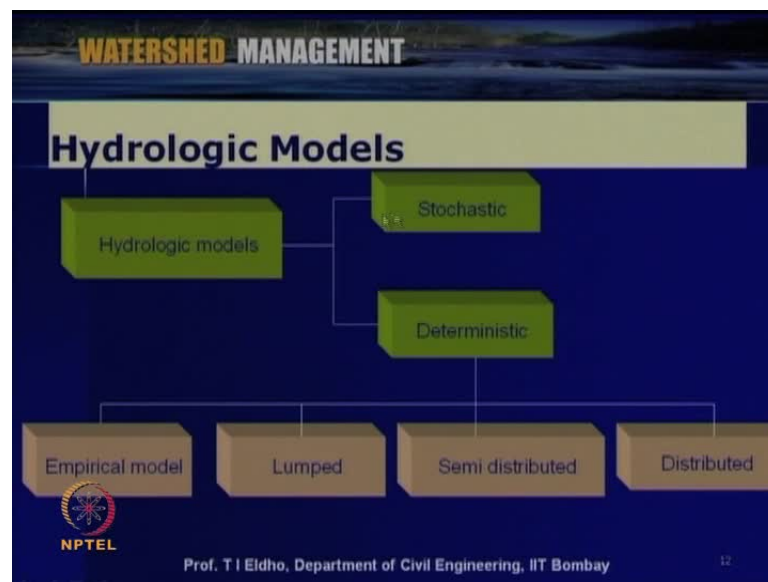 WATERSHED MANAGEMENT
Hydrologic Models
Hydrologic models
Stochastic
Deterministic
Empirical model
Lumped
Semi distributed
Distributed
NPTEL
Prof. T I Eldho, Department of Civil Engineering, IIT Bombay
12